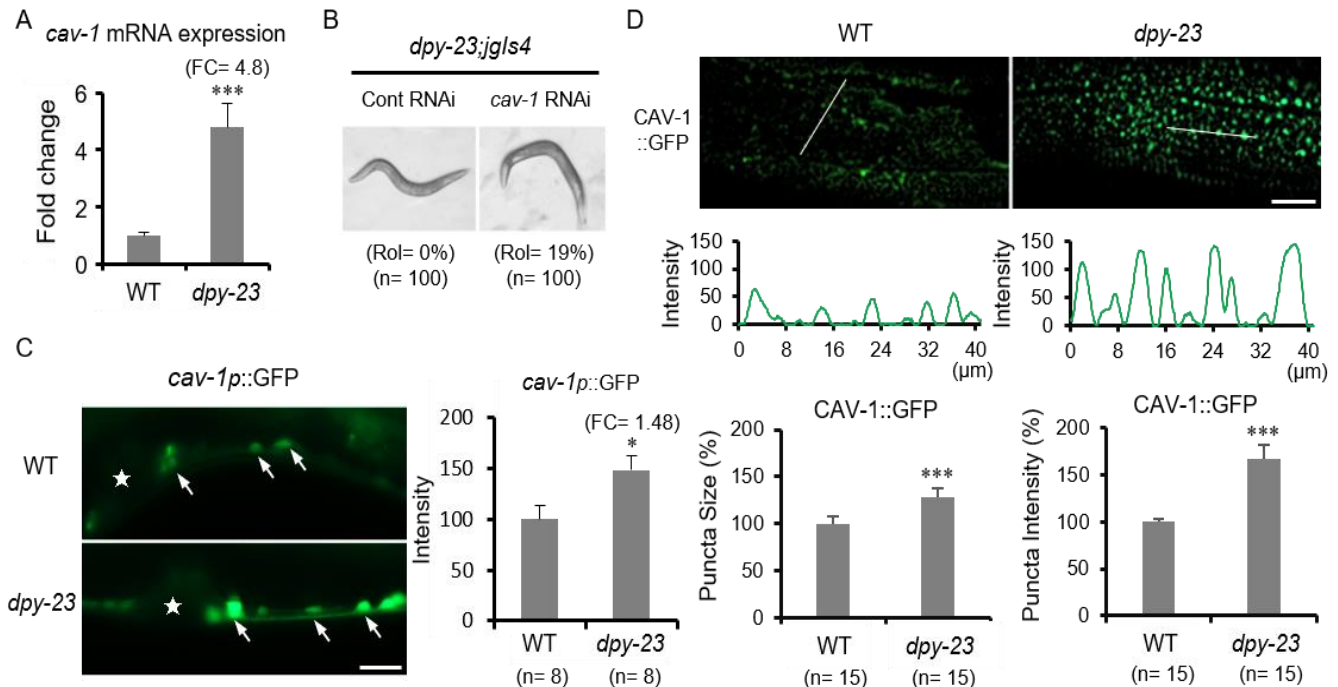 A
cav-1 mRNA expression
(FC= 4.8)
***
Fold change
6
4
2
0
WT
dpy-23
B
dpy-23;jgIs4
Cont RNAi
cav-1 RNAi
(Rol= 0%)
(Rol= 19%)
(n= 100)
(n= 100)
C
cav-1p::GFP
WT
dpy-23
cav-1p::GFP
(FC= 1.48)
*
Intensity
200
150
100
50
0
WT
dpy-23
(n= 8)
(n= 8)
D
WT
dpy-23
CAV-1
::GFP
Intensity
150
100
50
0
0
8
16
24
32
40
(µm)
Intensity
150
100
50
0
0
8
16
24
32
40
(µm)
CAV-1::GFP
***
Puncta Size (%)
200
150
100
50
0
WT
dpy-23
(n= 15)
(n= 15)
CAV-1::GFP
***
Puncta Intensity (%)
200
150
100
50
0
WT
dpy-23
(n= 15)
(n= 15)